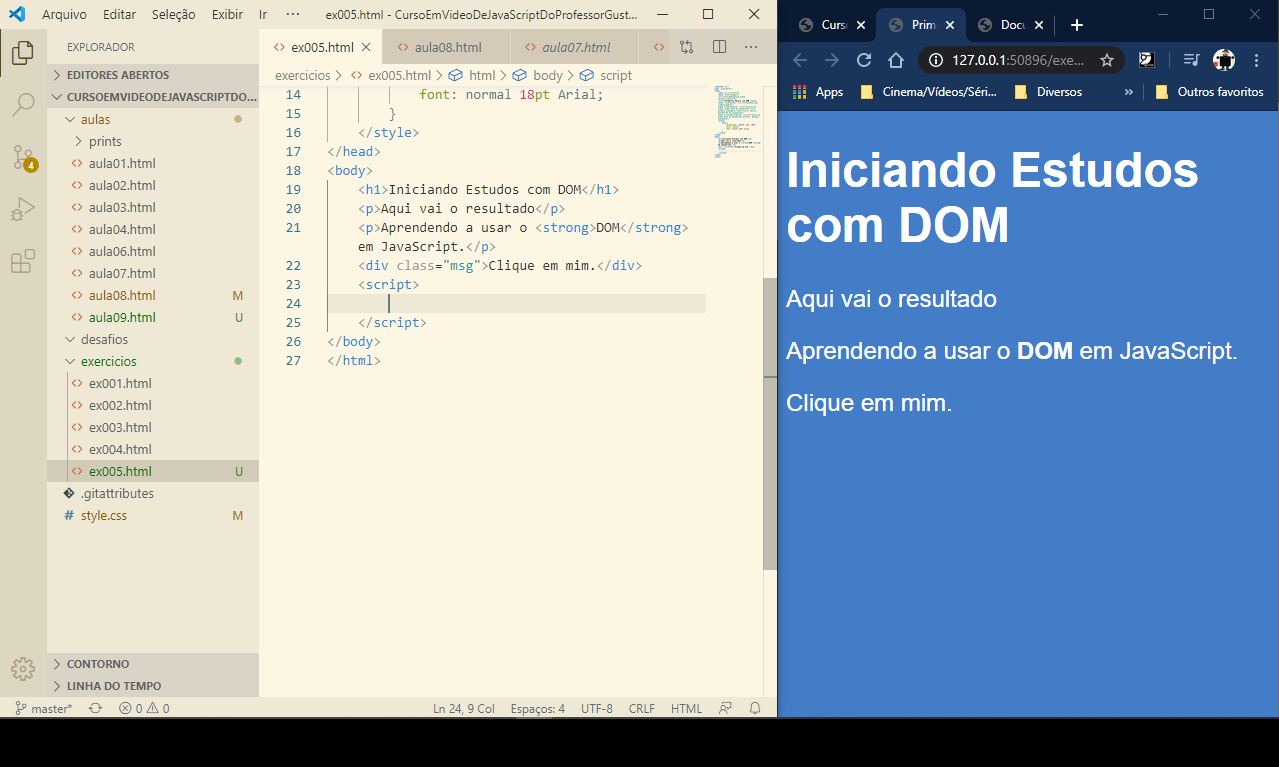 Arquivo Editar Seleção Exibir Ir ··· ex005.html - CursoEmVideoDeJavaScriptDoProfessorGust...
EXPLORADOR
EDITORES ABERTOS
CURSOEMVIDEODEJAVASCRIPTDO...
aulas
prints
aula01.html
aula02.html
aula03.html
aula04.html
aula06.html
aula07.html
aula08.html M
aula09.html U
desafios
exercicios
ex001.html
ex002.html
ex003.html
ex004.html
ex005.html U
.gitattributes
# style.css M
CONTORNO
LINHA DO TEMPO
4
ex005.html aula08.html aula07.html
exercicios > ex005.html > html > body > script
14 font: normal 18pt Arial;
15 }
16 </style>
17 </head>
18 <body>
19 <h1>Iniciando Estudos com DOM</h1>
20 <p>Aqui vai o resultado</p>
21 <p>Aprendendo a usar o <strong>DOM</strong>
em JavaScript.</p>
22 <div class="msg">Clique em mim.</div>
23 <script>
24
25 </script>
26 </body>
27 </html>
master* 0 0 Ln 24, 9 Col Espaços: 4 UTF-8 CRLF HTML
Curs Prim Docu
127.0.0.1:50896/exe...
Apps Cinema/Vídeos/Séri... Diversos » Outros favoritos
Iniciando Estudos
com DOM
Aqui vai o resultado
Aprendendo a usar o DOM em JavaScript.
Clique em mim.